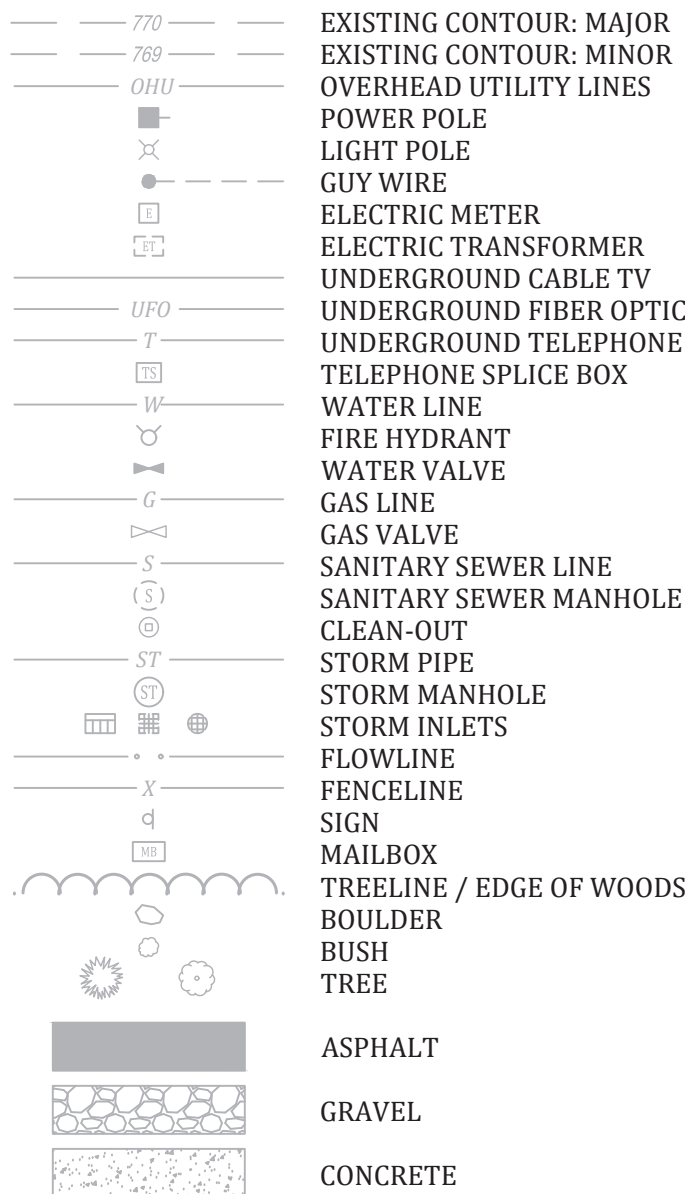 770 EXISTING CONTOUR: MAJOR
769 EXISTING CONTOUR: MINOR
OHU OVERHEAD UTILITY LINES
POWER POLE
LIGHT POLE
GUY WIRE
E ELECTRIC METER
ET ELECTRIC TRANSFORMER
UNDERGROUND CABLE TV
UFO UNDERGROUND FIBER OPTIC
T UNDERGROUND TELEPHONE
TS TELEPHONE SPLICE BOX
W WATER LINE
FIRE HYDRANT
WATER VALVE
G GAS LINE
GAS VALVE
S SANITARY SEWER LINE
S SANITARY SEWER MANHOLE
CLEAN-OUT
ST STORM PIPE
ST STORM MANHOLE
STORM INLETS
FLOWLINE
X FENCELINE
SIGN
MB MAILBOX
TREELINE / EDGE OF WOODS
BOULDER
BUSH
TREE
ASPHALT
GRAVEL
CONCRETE